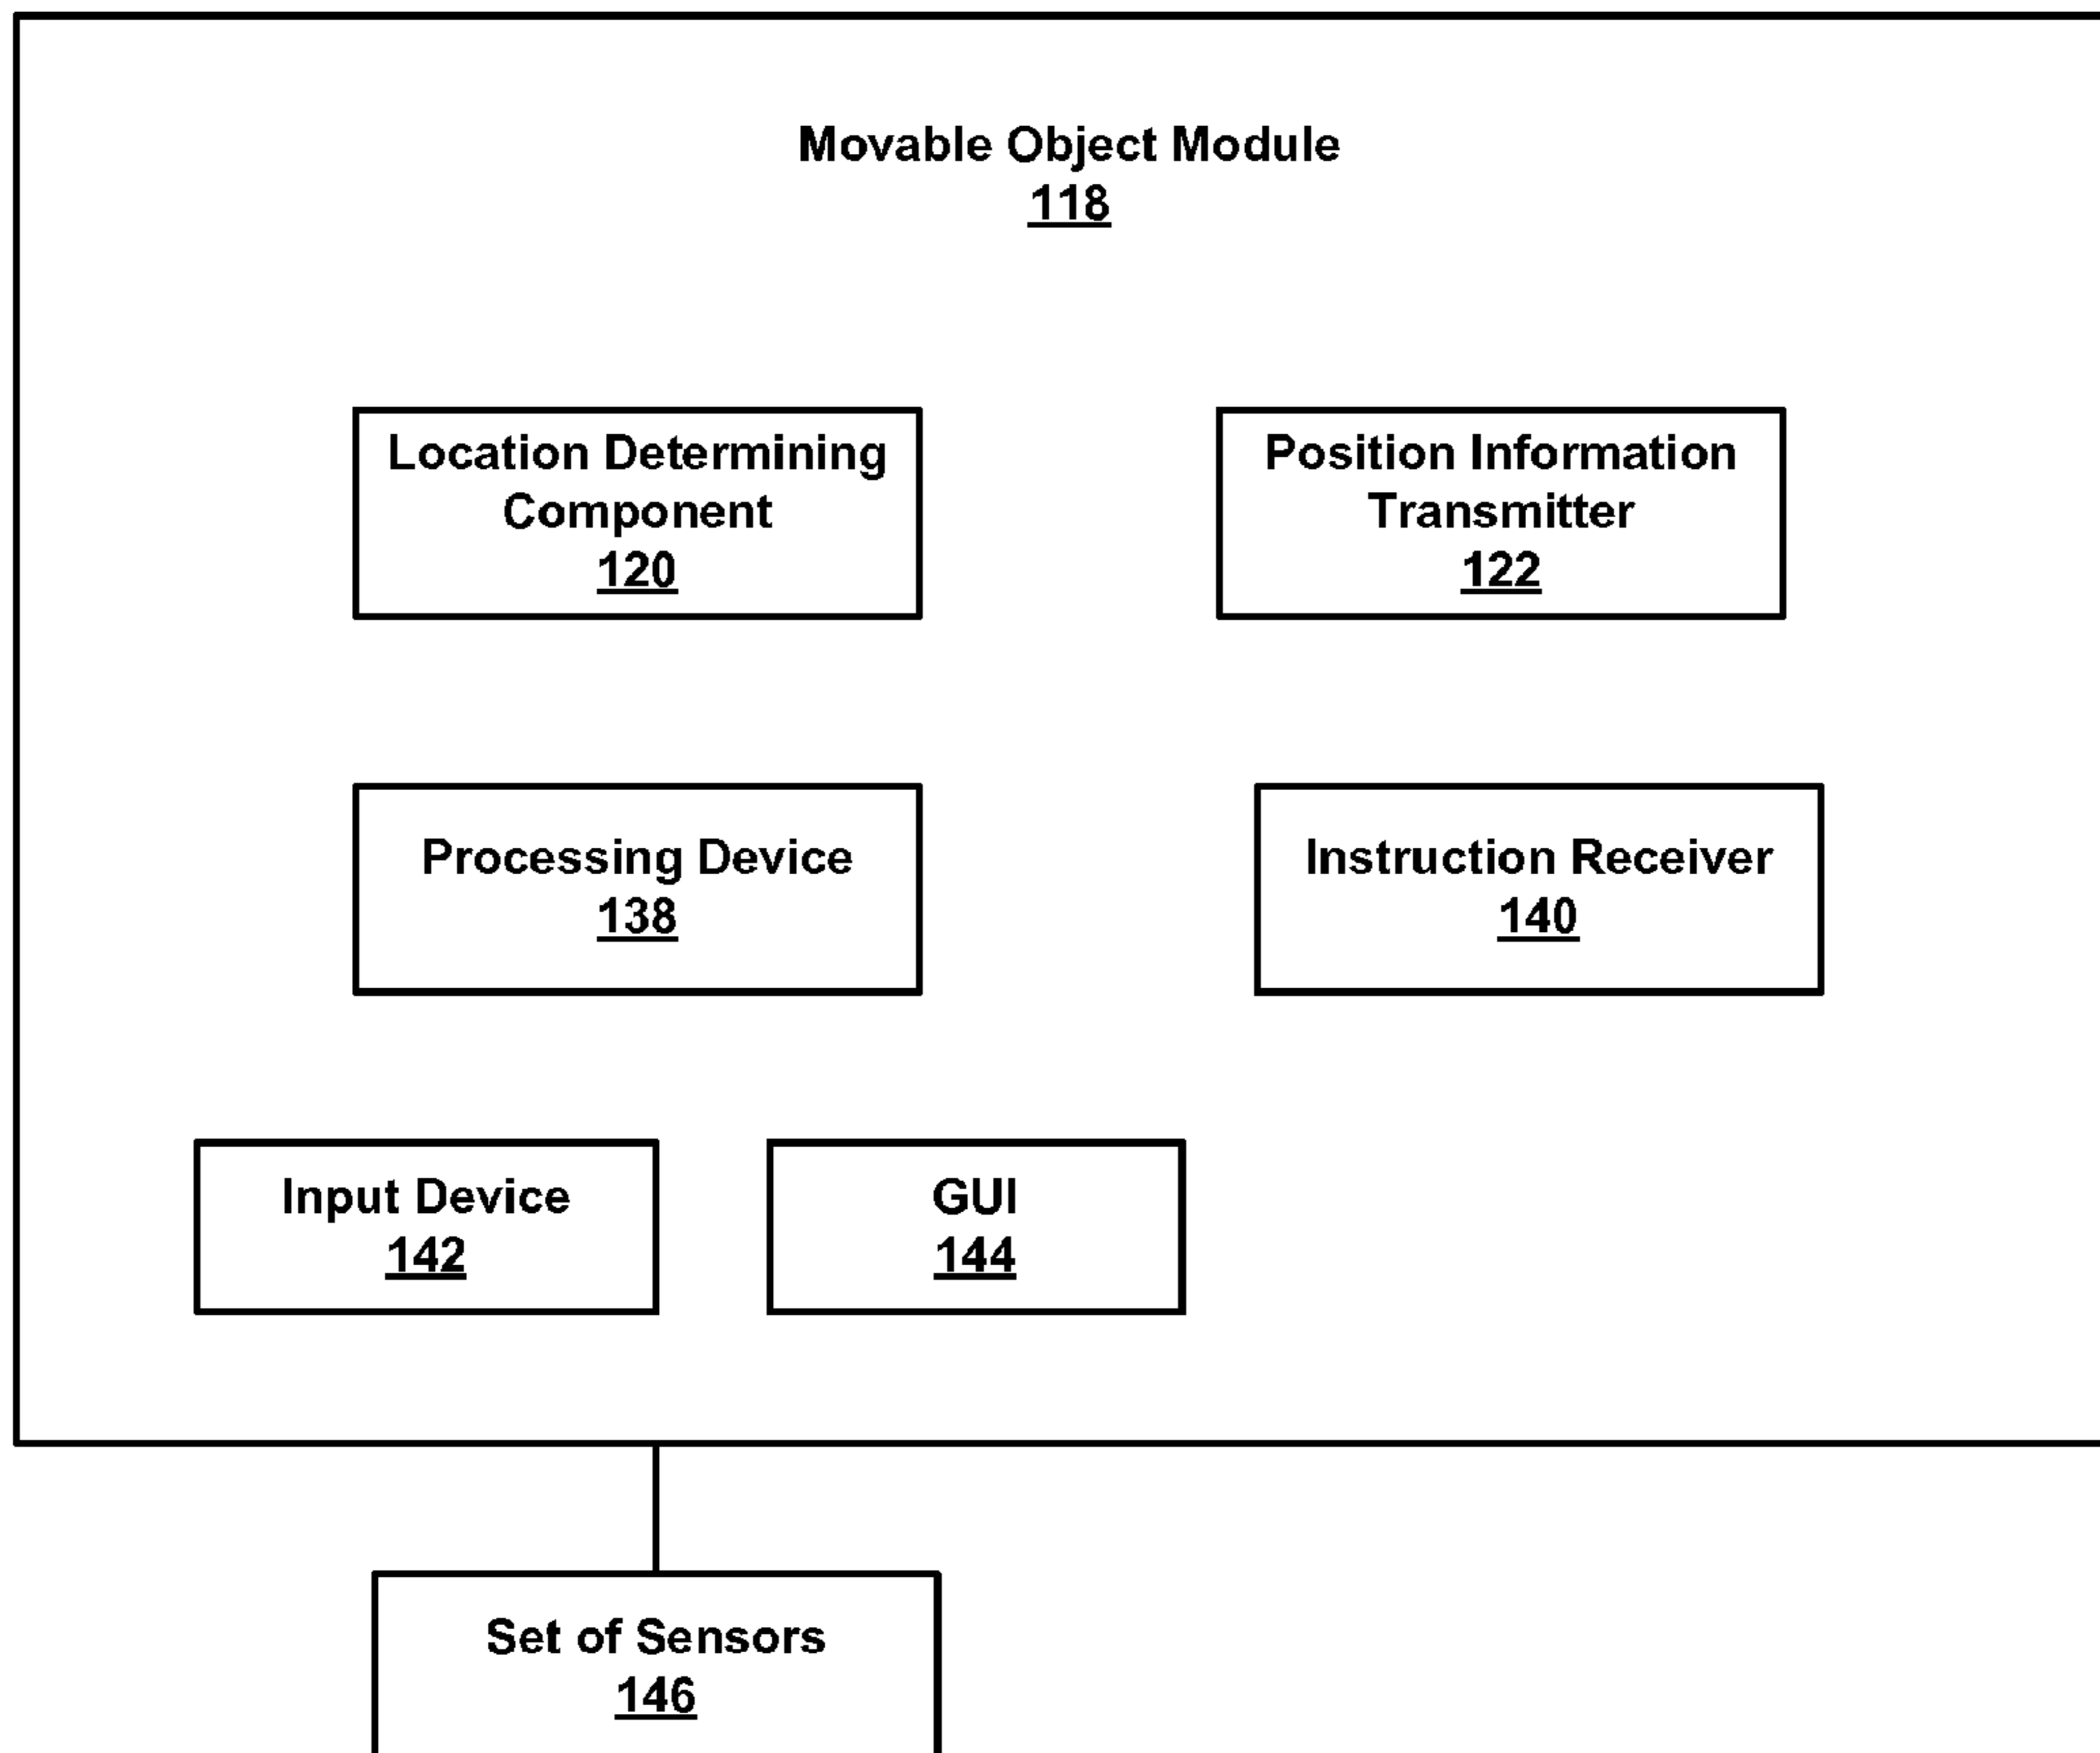 Movable Object Module
118
Location Determining
Component
120
Position Information
Transmitter
122
Processing Device
138
Instruction Receiver
140
Input Device
142
GUI
144
Set of Sensors
146